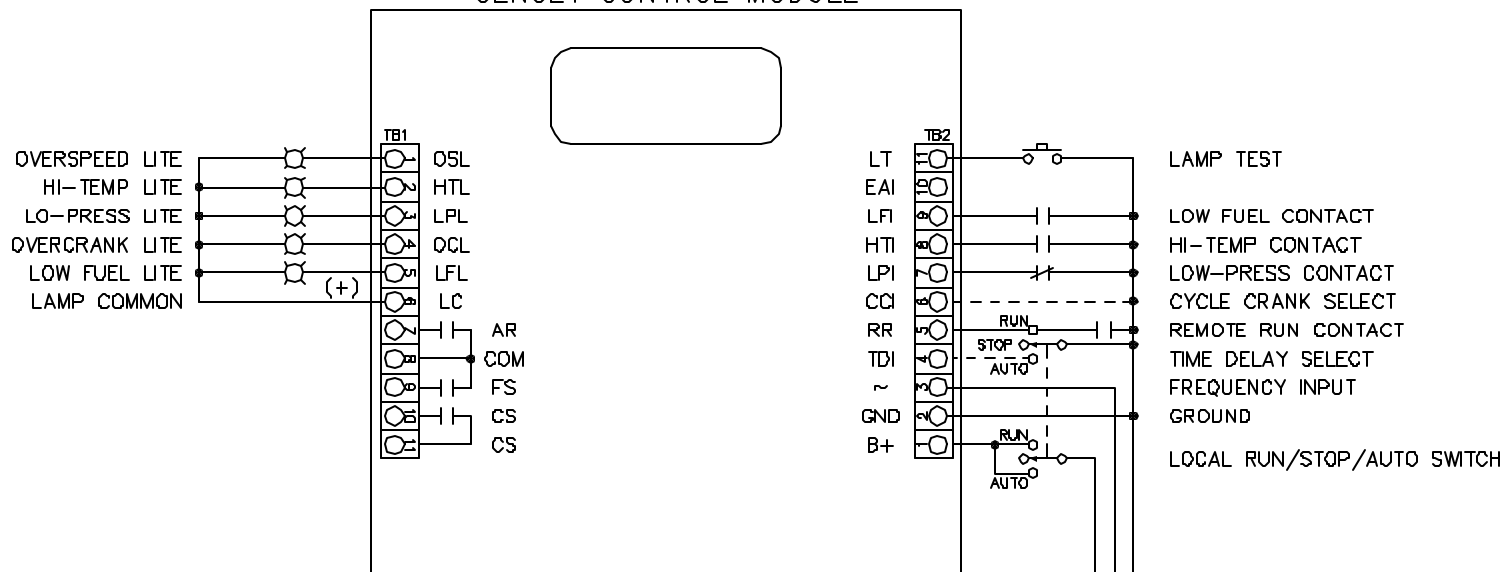 GENSET CONTROL MODULE
TB1
TB2
OVERSPEED LITE 1 OSL
HI-TEMP LITE 2 HTL
LO-PRESS LITE 3 LPL
OVERCRANK LITE 4 OCL
LOW FUEL LITE 5 LFL
(+)
LAMP COMMON 6 LC
7 AR
8 COM
9 FS
10 CS
11 CS
LT 11 LAMP TEST
EAI 10
LFI 9 LOW FUEL CONTACT
HTI 8 HI-TEMP CONTACT
LPI 7 LOW-PRESS CONTACT
CCI 6 CYCLE CRANK SELECT
RR 5 RUN REMOTE RUN CONTACT
STOP
TDI 4 TIME DELAY SELECT
AUTO
~ 3 FREQUENCY INPUT
GND 2 GROUND
RUN
B+ 1
LOCAL RUN/STOP/AUTO SWITCH
AUTO